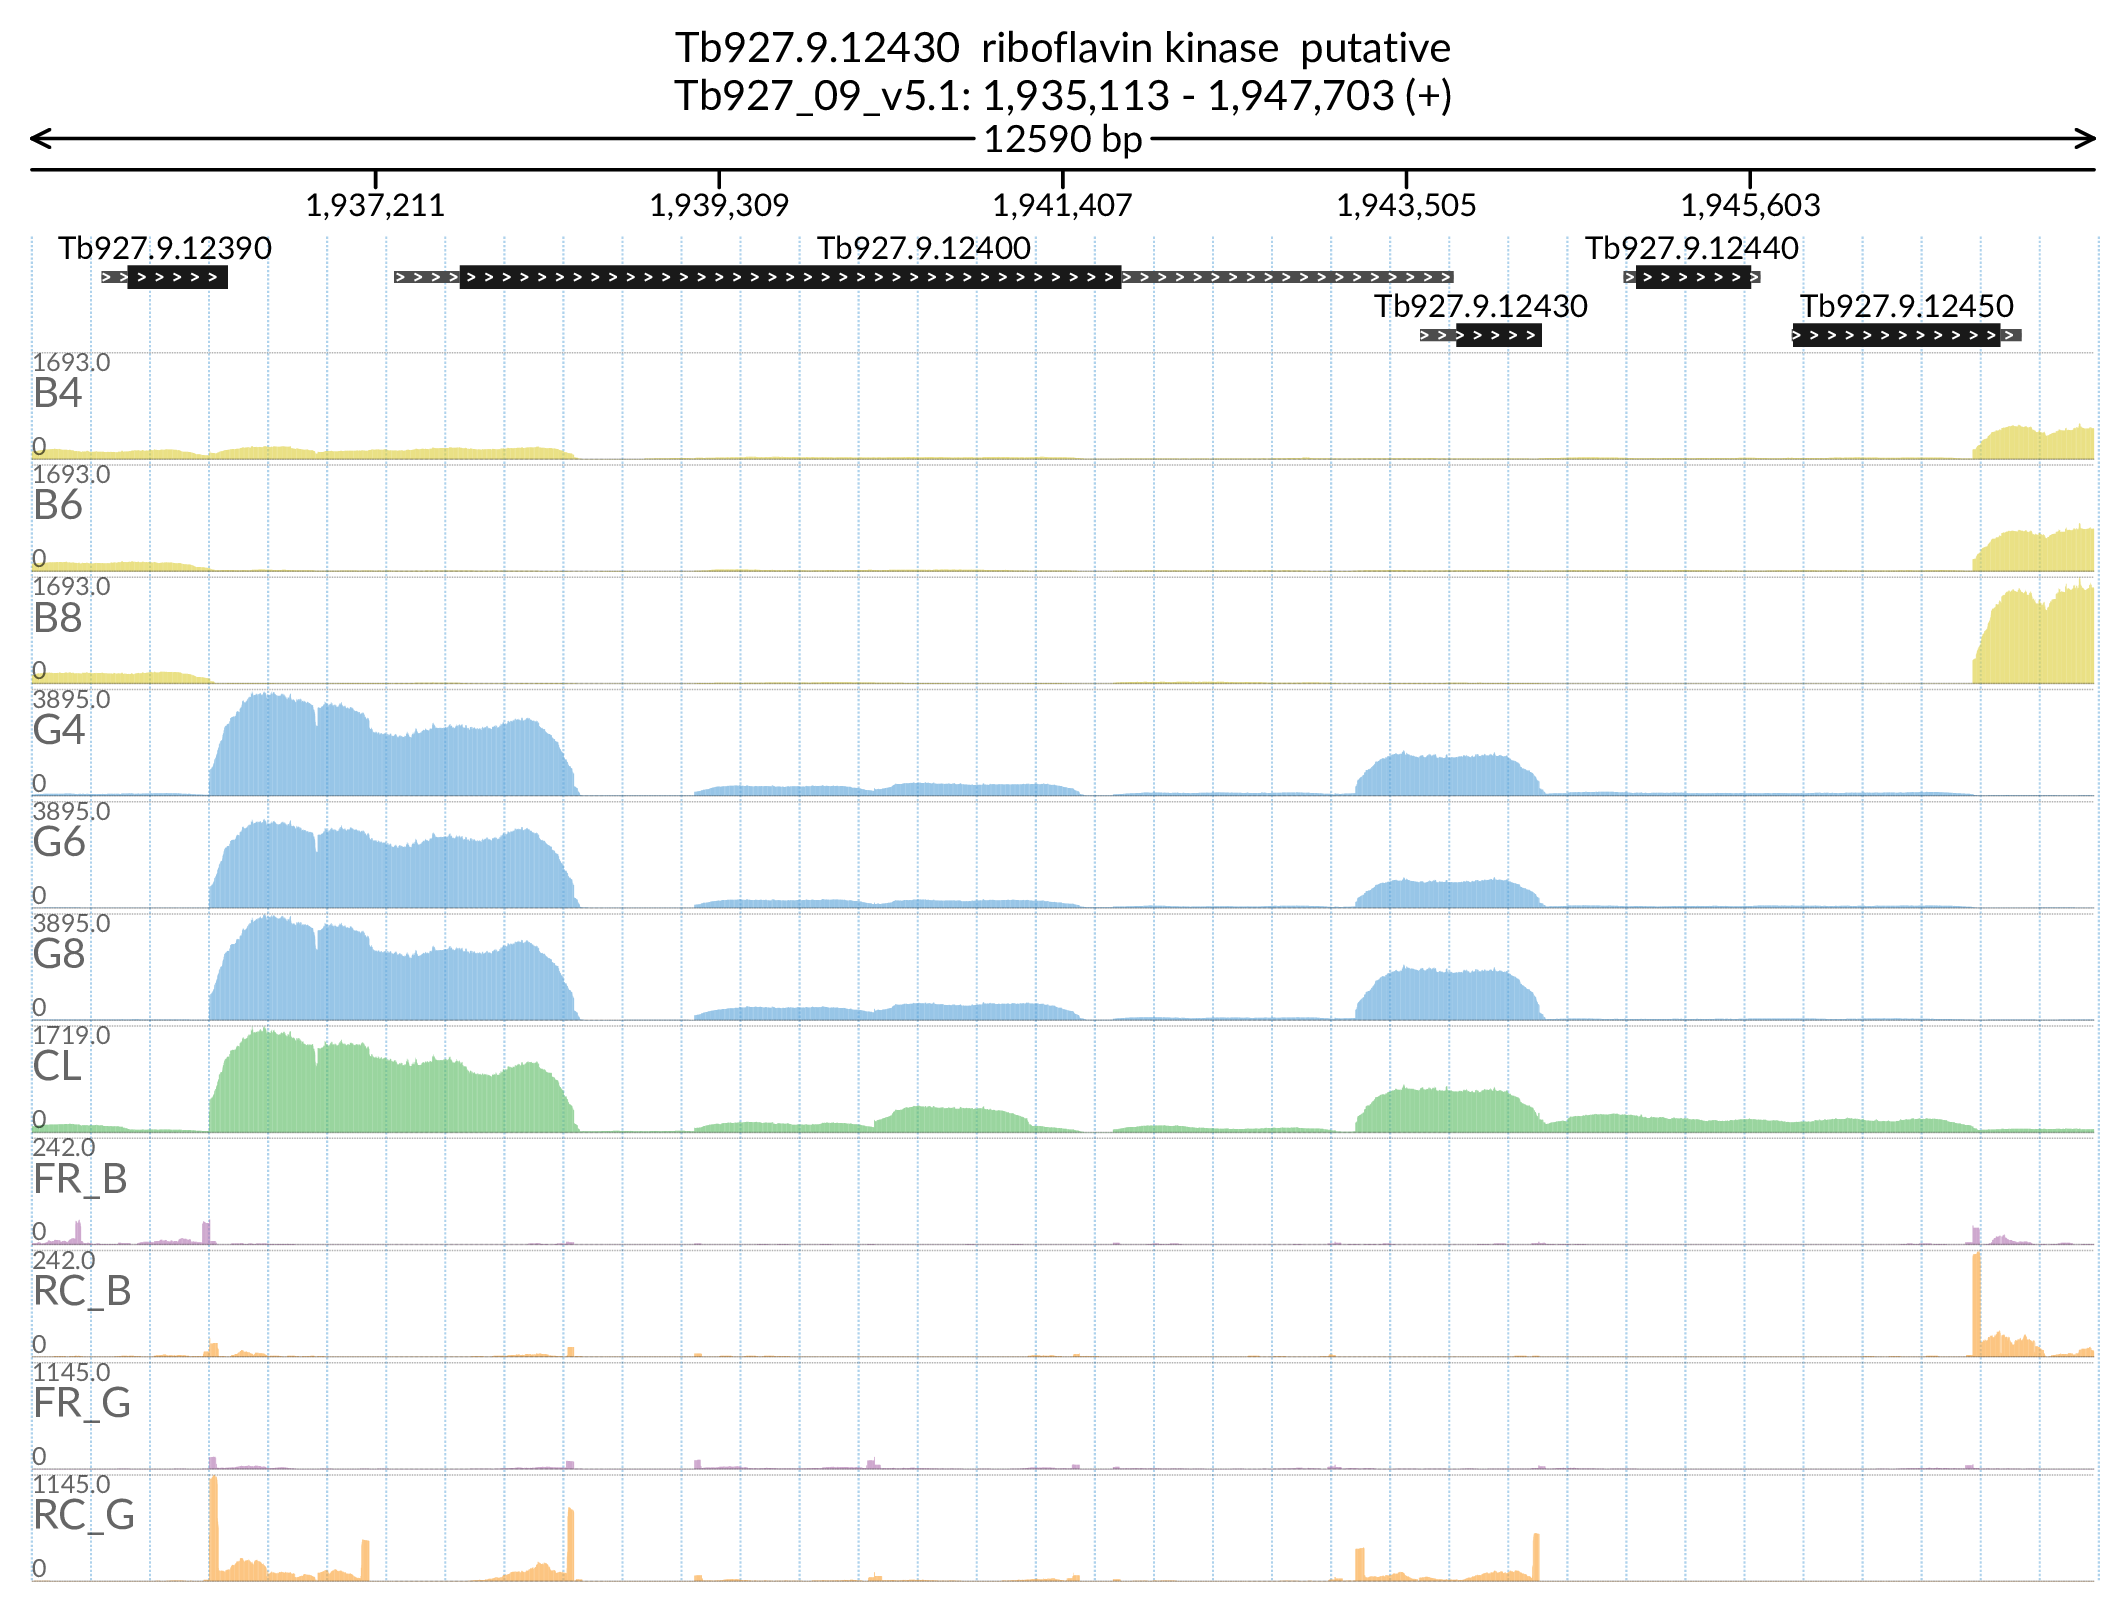 Tb927.9.12430 riboflavin kinase putative
Tb927_09_v5.1: 1,935,113 - 1,947,703 (+)
12590 bp
1,937,211 1,939,309 1,941,407 1,943,505 1,945,603
Tb927.9.12390 Tb927.9.12400 Tb927.9.12440
Tb927.9.12430 Tb927.9.12450
1693.0
B4
0
1693.0
B6
0
1693.0
B8
0
3895.0
G4
0
3895.0
G6
0
3895.0
G8
0
1719.0
CL
0
242.0
FR_B
0
242.0
RC_B
0
1145.0
FR_G
0
1145.0
RC_G
0